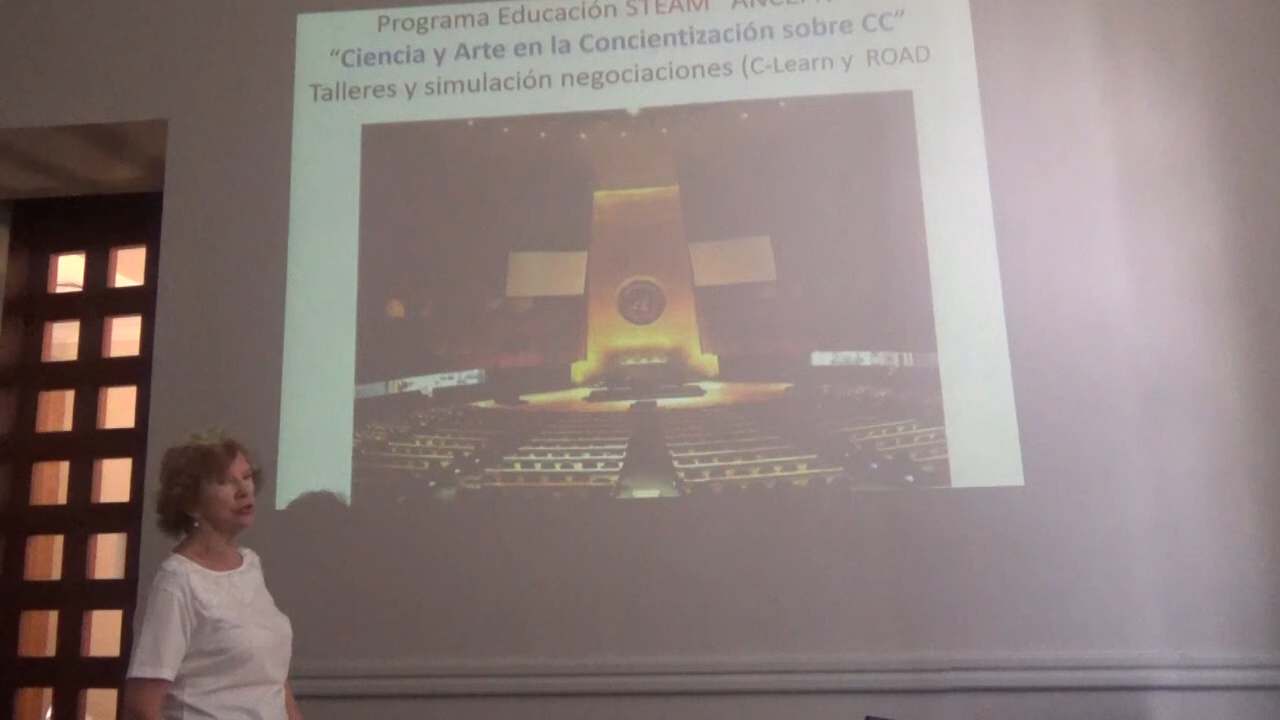 Programa Educación STEAM
“Ciencia y Arte en la Concientización sobre CC”
Talleres y simulación negociaciones (C-Learn y ROAD